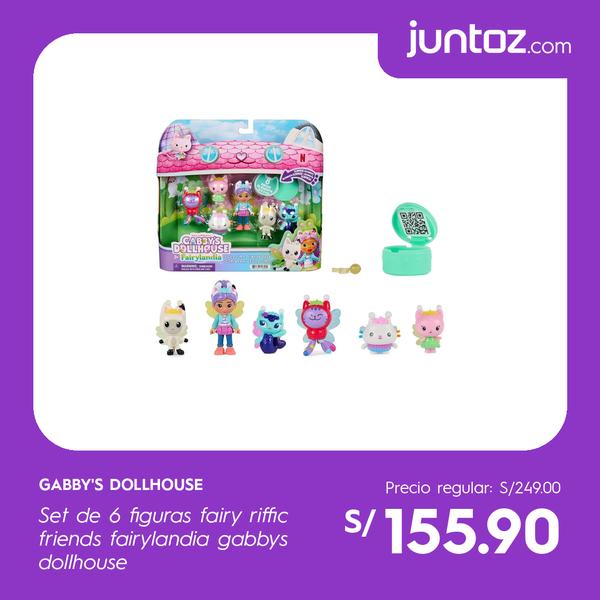 juntoz.com
N
8
GABBY'S
DOLLHOUSE
Fairylandia
GABBY'S DOLLHOUSE
Set de 6 figuras fairy riffic
friends fairylandia gabbys
dollhouse
Precio regular: S/249.00
S/ 155.90